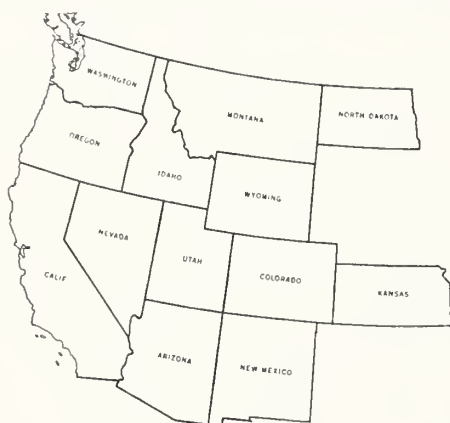 WASHINGTON
MONTANA
NORTH DAKOTA
OREGON
IDAHO
WYOMING
NEVADA
UTAH
CALIF
COLORADO
KANSAS
ARIZONA
NEW MEXICO